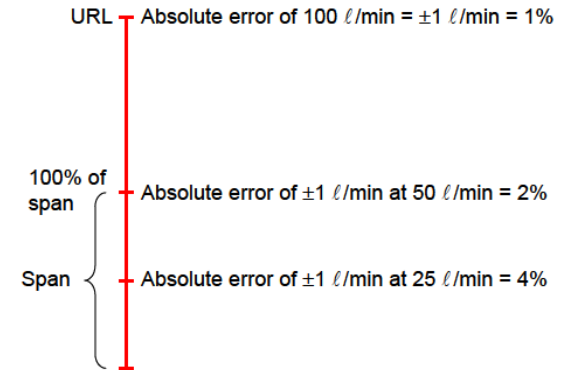 URL Absolute error of 100 ℓ/min = ±1 ℓ/min = 1%
100% of
span
Absolute error of ±1 ℓ/min at 50 ℓ/min = 2%
Span Absolute error of ±1 ℓ/min at 25 ℓ/min = 4%